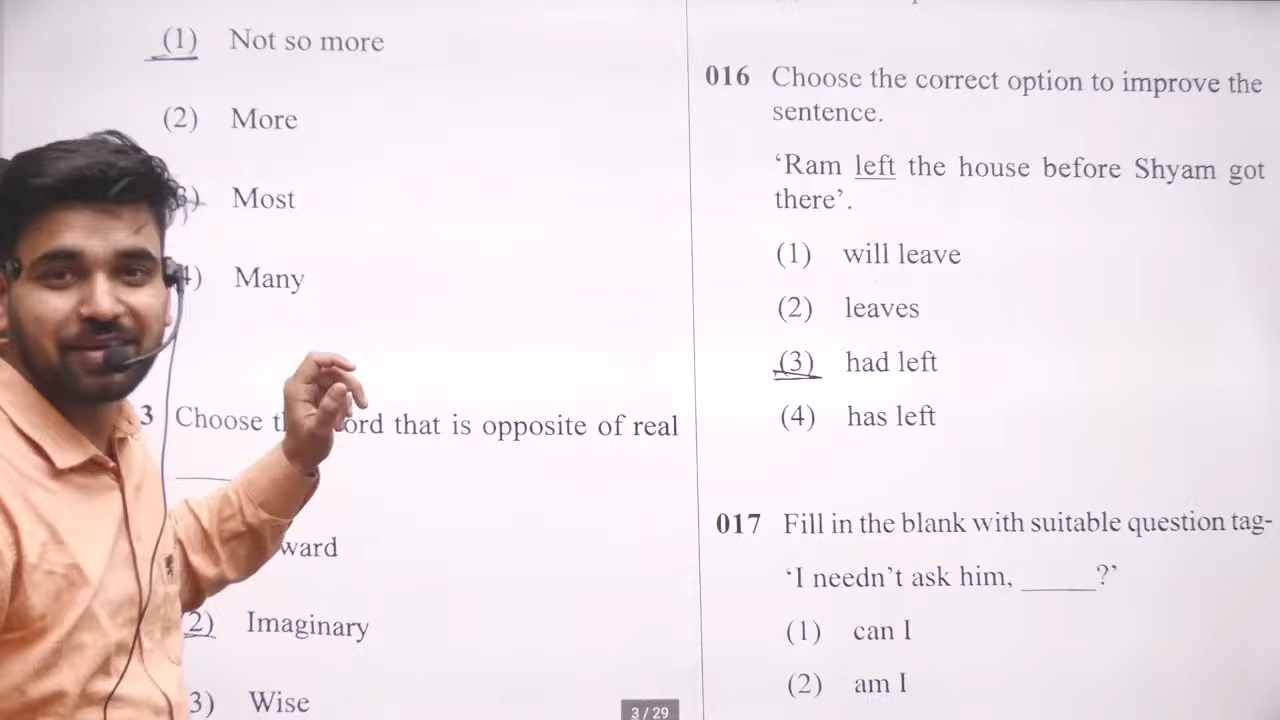 (1) Not so more
(2) More
Most
Many
3 Choose that is opposite of real
(2) Imaginary
3) Wise
016 Choose the correct option to improve the
sentence.
‘Ram left the house before Shyam got
there’.
(1) will leave
(2) leaves
(3) had left
(4) has left
017 Fill in the blank with suitable question tag-
‘I needn’t ask him, _____?’
(1) can I
(2) am I
3 / 29